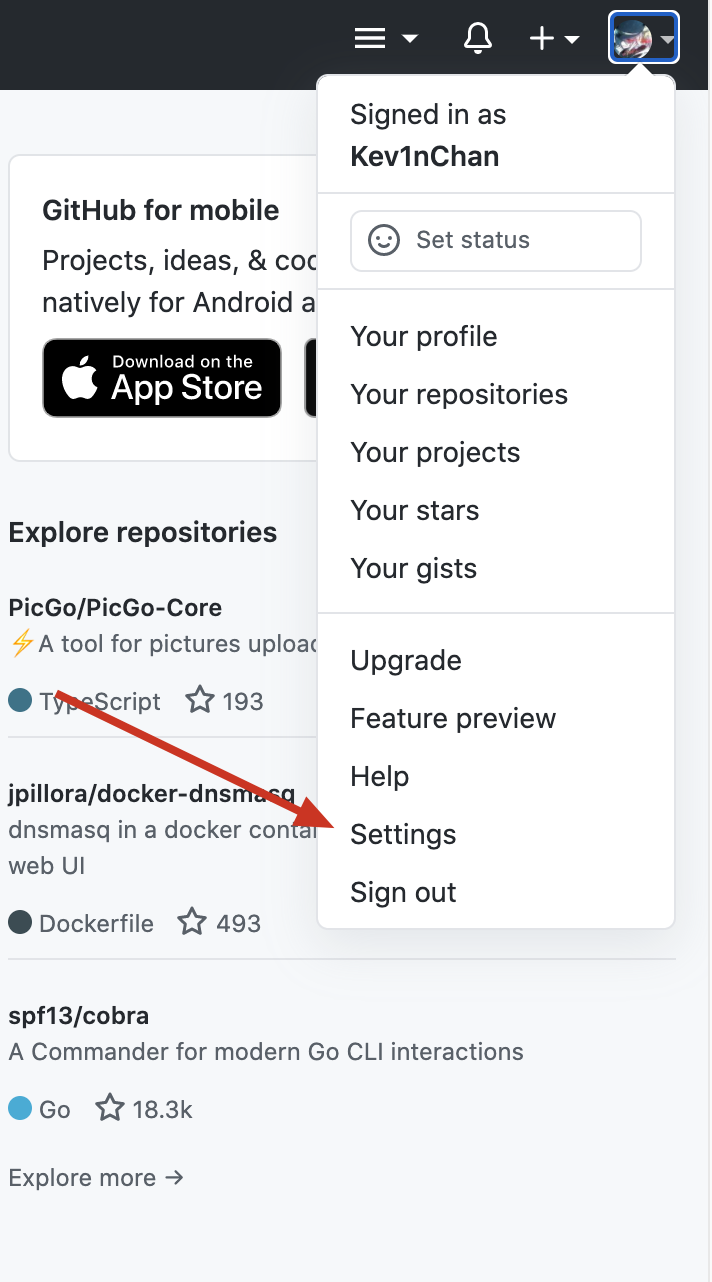 Signed in as
Kev1nChan
Set status
Your profile
Your repositories
Your projects
Your stars
Your gists
Upgrade
Feature preview
Help
Settings
Sign out
GitHub for mobile
Projects, ideas, &
natively for Android
Download on the
App Store
Explore repositories
PicGo/PicGo-Core
⚡A tool for pictures
TypeScript 193
jpillora/docker-dnsmasq
dnsmasq in a docker
web UI
Dockerfile 493
spf13/cobra
A Commander for modern Go CLI interactions
Go 18.3k
Explore more →